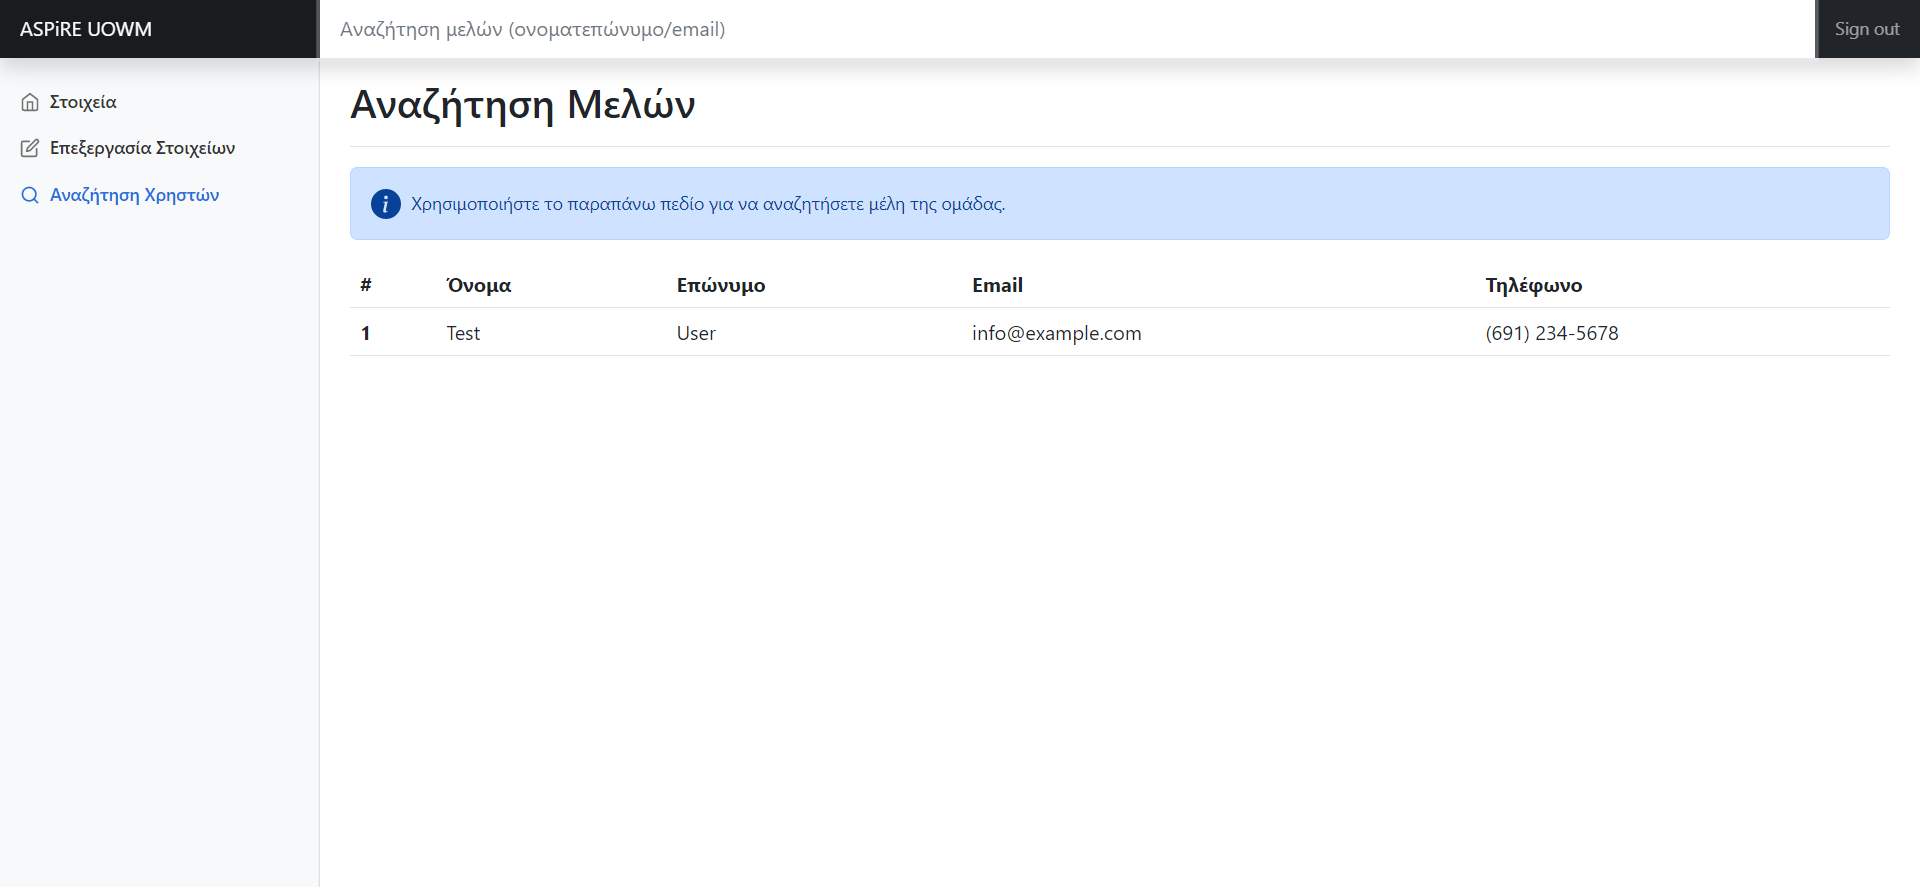 ASPiRE UOWM
Αναζήτηση μελών (ονοματεπώνυμο/email)
Sign out
Στοιχεία
Επεξεργασία Στοιχείων
Αναζήτηση Χρηστών
Αναζήτηση Μελών
Χρησιμοποιήστε το παραπάνω πεδίο για να αναζητήσετε μέλη της ομάδας.
# Όνομα Επώνυμο Email Τηλέφωνο
1 Test User info@example.com (691) 234-5678